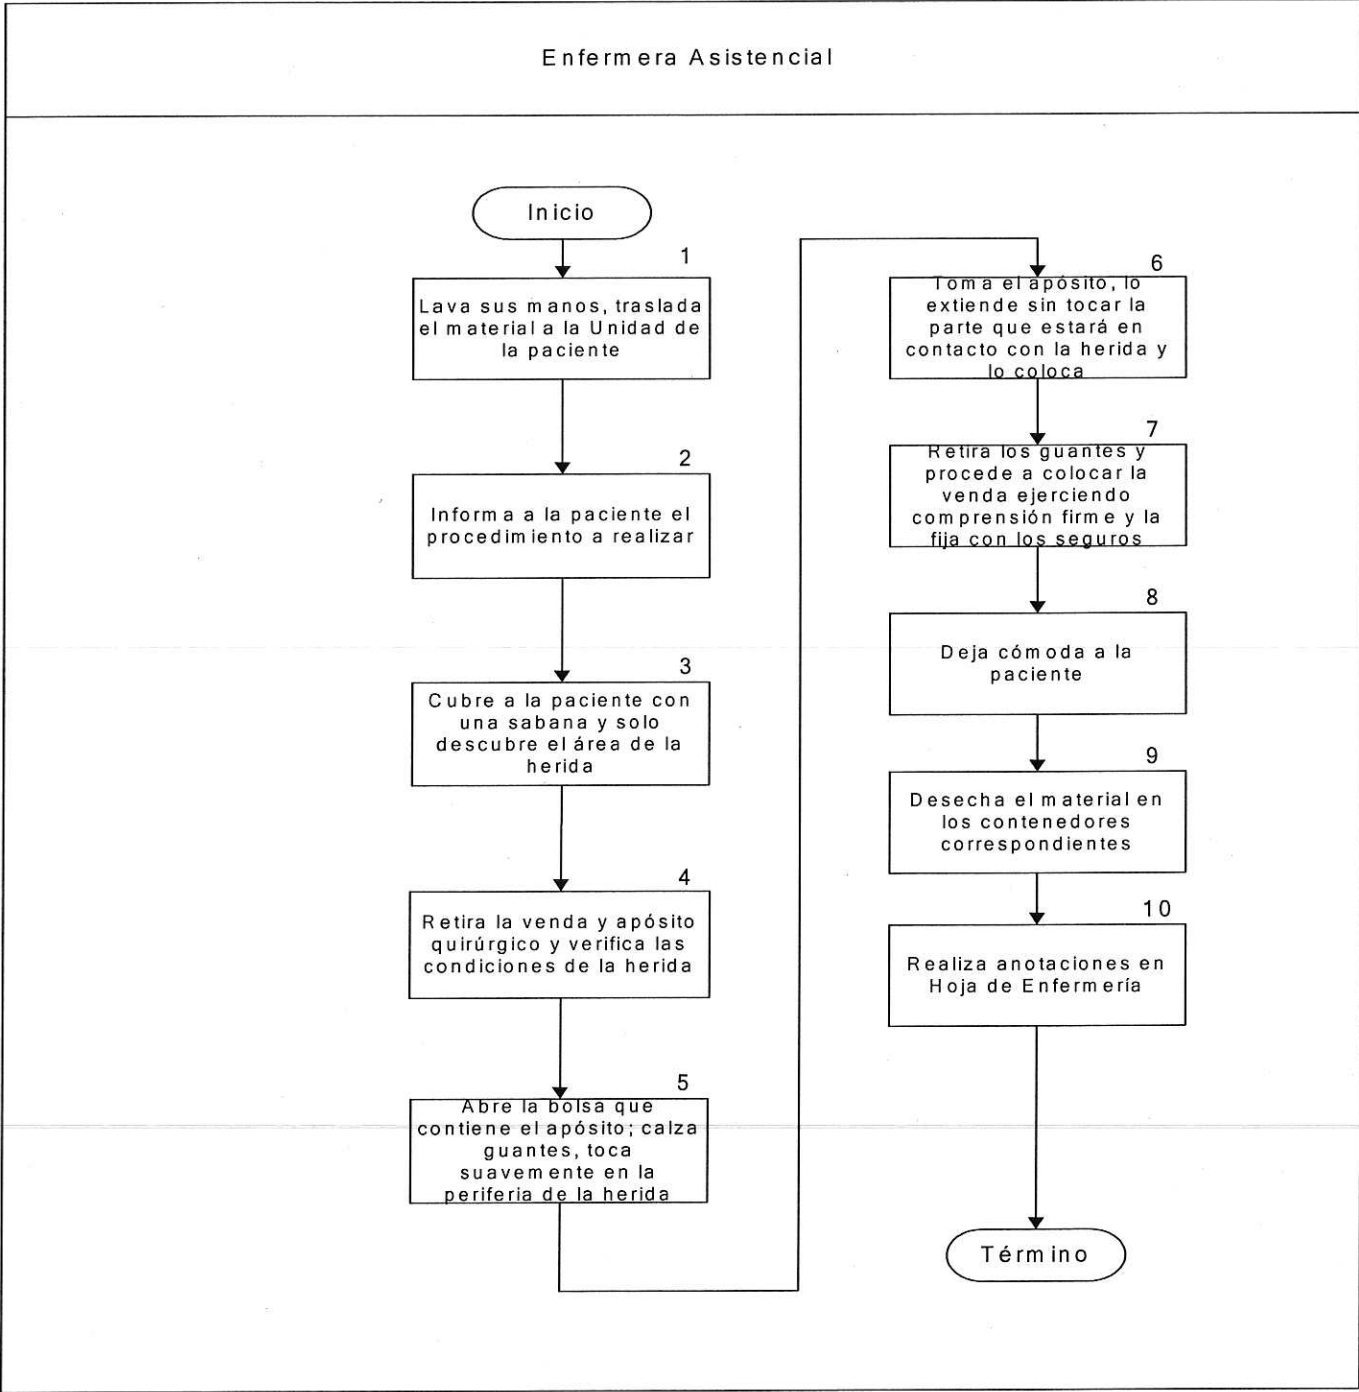 Enfermera Asistencial
Inicio
1
Lava sus manos, traslada
el material a la Unidad de
la paciente
2
Informa a la paciente el
procedimiento a realizar
3
Cubre a la paciente con
una sabana y solo
descubre el área de la
herida
4
Retira la venda y apósito
quirúrgico y verifica las
condiciones de la herida
5
Abre la bolsa que
contiene el apósito; calza
guantes, toca
suavemente en la
periferia de la herida
6
Toma el apósito, lo
extiende sin tocar la
parte que estará en
contacto con la herida y
lo coloca
7
Retira los guantes y
procede a colocar la
venda ejerciendo
comprensión firme y la
fija con los seguros
8
Deja cómoda a la
paciente
9
Desecha el material en
los contenedores
correspondientes
10
Realiza anotaciones en
Hoja de Enfermería
Término